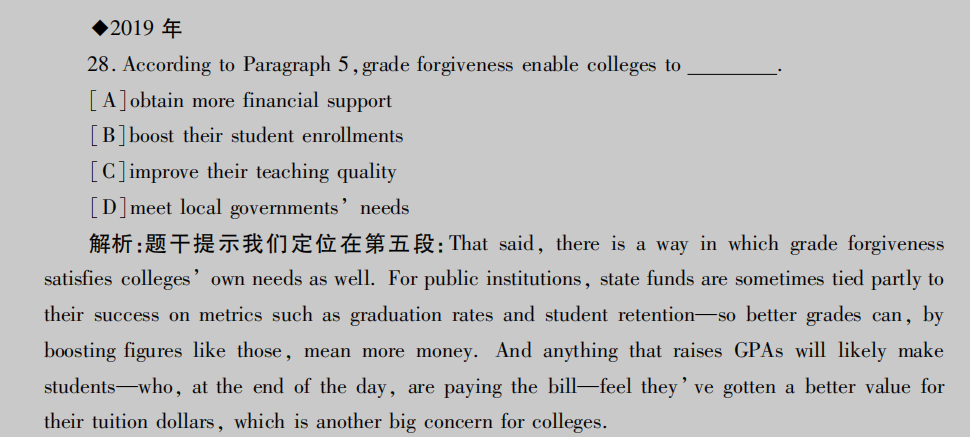 ◆2019 年
28. According to Paragraph 5,grade forgiveness enable colleges to ________.
[A]obtain more financial support
[B]boost their student enrollments
[C]improve their teaching quality
[D]meet local governments’ needs
解析:题干提示我们定位在第五段:That said, there is a way in which grade forgiveness
satisfies colleges’ own needs as well. For public institutions, state funds are sometimes tied partly to
their success on metrics such as graduation rates and student retention—so better grades can, by
boosting figures like those, mean more money. And anything that raises GPAs will likely make
students—who, at the end of the day, are paying the bill—feel they’ve gotten a better value for
their tuition dollars, which is another big concern for colleges.